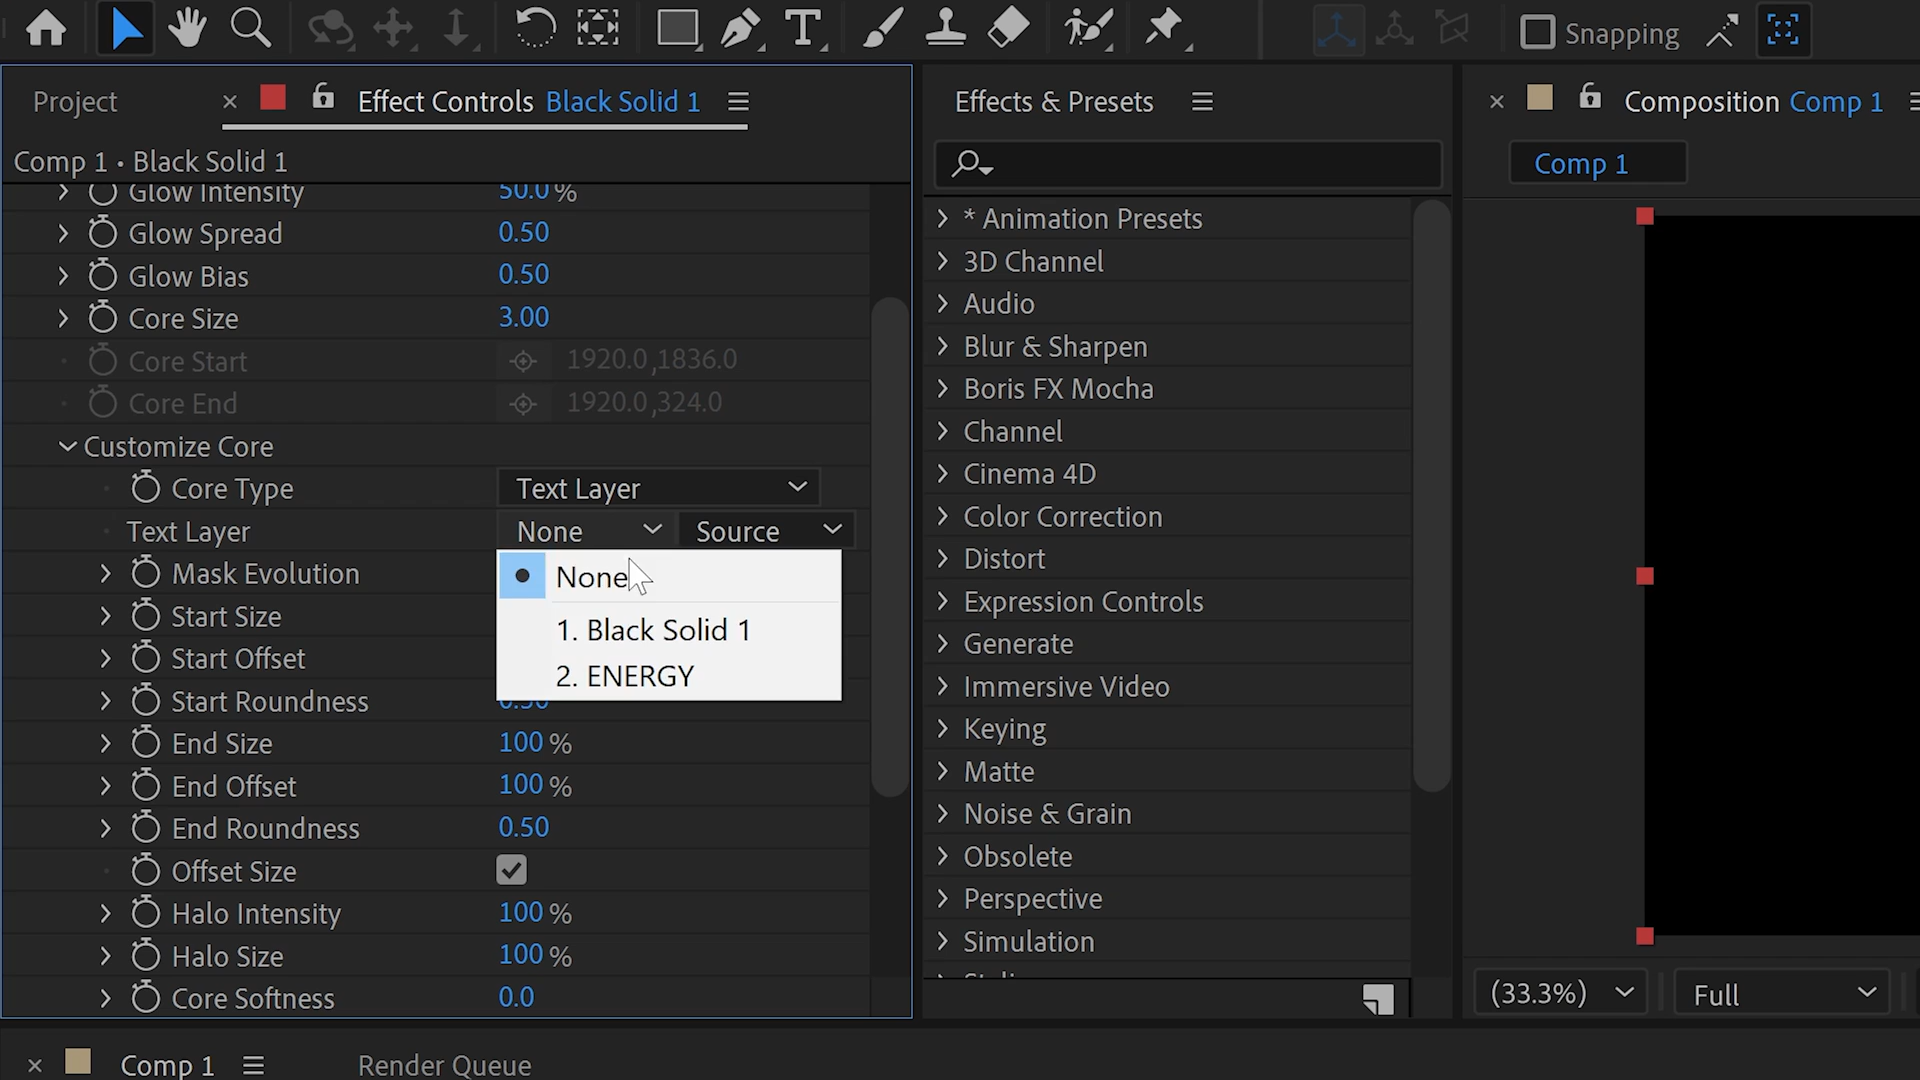 Snapping
Project
Effect Controls Black Solid 1
Effects & Presets
Composition Comp 1
Comp 1 • Black Solid 1
Comp 1
Glow Intensity 50.0 %
Glow Spread 0.50
Glow Bias 0.50
Core Size 3.00
Core Start 1920.0,1836.0
Core End 1920.0,324.0
Customize Core
Core Type Text Layer
Text Layer None Source
None
1. Black Solid 1
2. ENERGY
Mask Evolution
Start Size
Start Offset
Start Roundness
End Size 100 %
End Offset 100 %
End Roundness 0.50
Offset Size
Halo Intensity 100 %
Halo Size 100 %
Core Softness 0.0
* Animation Presets
3D Channel
Audio
Blur & Sharpen
Boris FX Mocha
Channel
Cinema 4D
Color Correction
Distort
Expression Controls
Generate
Immersive Video
Keying
Matte
Noise & Grain
Obsolete
Perspective
Simulation
(33.3%) Full
Comp 1
Render Queue